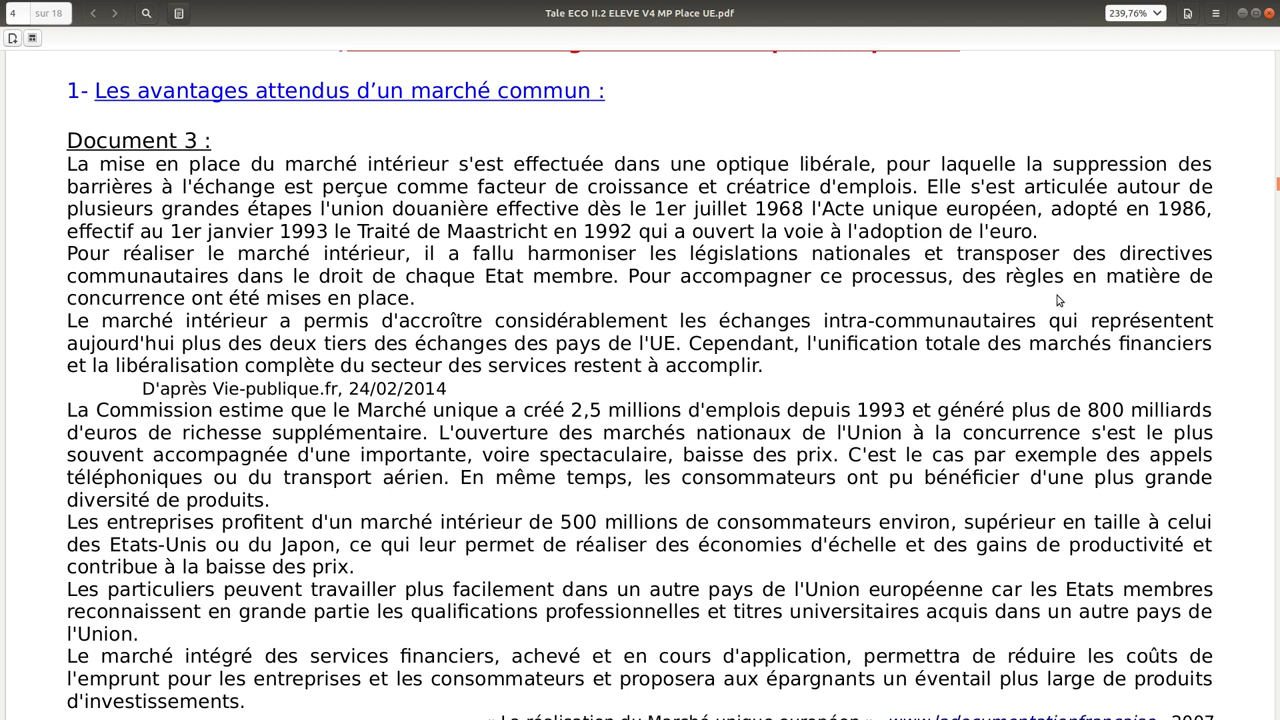 4 sur 18
Tale ECO II.2 ELEVE V4 MP Place UE.pdf
239,76%
1- Les avantages attendus d’un marché commun :
Document 3 :
La mise en place du marché intérieur s'est effectuée dans une optique libérale, pour laquelle la suppression des
barrières à l'échange est perçue comme facteur de croissance et créatrice d'emplois. Elle s'est articulée autour de
plusieurs grandes étapes l'union douanière effective dès le 1er juillet 1968 l'Acte unique européen, adopté en 1986,
effectif au 1er janvier 1993 le Traité de Maastricht en 1992 qui a ouvert la voie à l'adoption de l'euro.
Pour réaliser le marché intérieur, il a fallu harmoniser les législations nationales et transposer des directives
communautaires dans le droit de chaque Etat membre. Pour accompagner ce processus, des règles en matière de
concurrence ont été mises en place.
Le marché intérieur a permis d'accroître considérablement les échanges intra-communautaires qui représentent
aujourd'hui plus des deux tiers des échanges des pays de l'UE. Cependant, l'unification totale des marchés financiers
et la libéralisation complète du secteur des services restent à accomplir.
D'après Vie-publique.fr, 24/02/2014
La Commission estime que le Marché unique a créé 2,5 millions d'emplois depuis 1993 et généré plus de 800 milliards
d'euros de richesse supplémentaire. L'ouverture des marchés nationaux de l'Union à la concurrence s'est le plus
souvent accompagnée d'une importante, voire spectaculaire, baisse des prix. C'est le cas par exemple des appels
téléphoniques ou du transport aérien. En même temps, les consommateurs ont pu bénéficier d'une plus grande
diversité de produits.
Les entreprises profitent d'un marché intérieur de 500 millions de consommateurs environ, supérieur en taille à celui
des Etats-Unis ou du Japon, ce qui leur permet de réaliser des économies d'échelle et des gains de productivité et
contribue à la baisse des prix.
Les particuliers peuvent travailler plus facilement dans un autre pays de l'Union européenne car les Etats membres
reconnaissent en grande partie les qualifications professionnelles et titres universitaires acquis dans un autre pays de
l'Union.
Le marché intégré des services financiers, achevé et en cours d'application, permettra de réduire les coûts de
l'emprunt pour les entreprises et les consommateurs et proposera aux épargnants un éventail plus large de produits
d'investissements.
« La réalisation du Marché unique européen », www.ladocumentationfrancaise, 2007